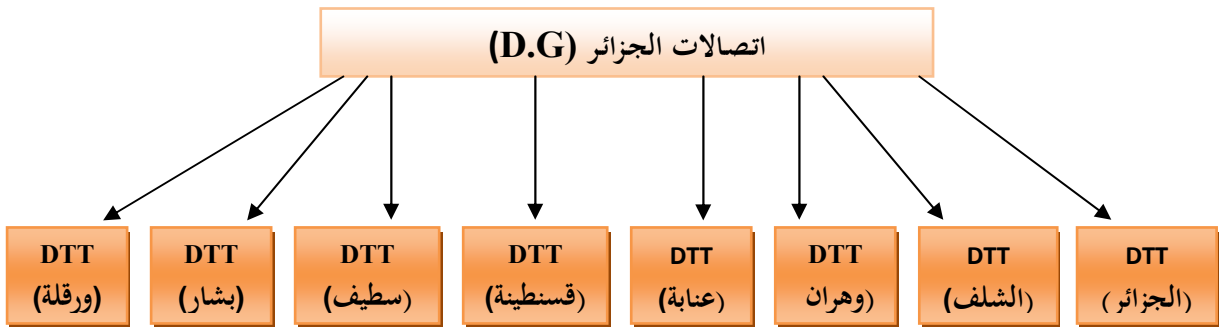 اتصالات الجزائر (D.G)
DTT
(الجزائر)
DTT
(الشلف)
DTT
(وهران
DTT
(عنابة)
DTT
(قسنطينة)
DTT
(سطيف)
DTT
(بشار)
DTT
(ورقلة)